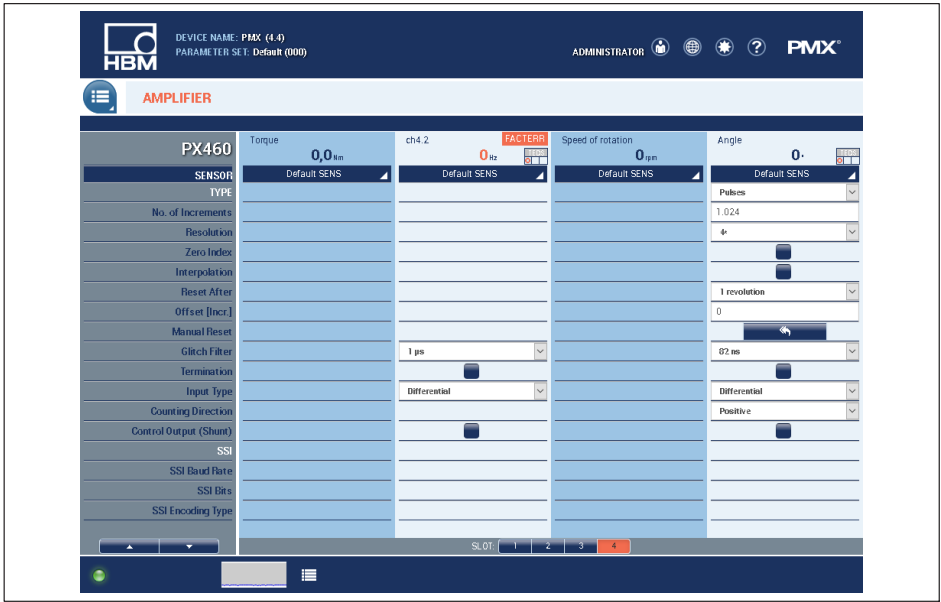 HBM
DEVICE NAME: PMX (4.4)
PARAMETER SET: Default (000)
ADMINISTRATOR
PMX
AMPLIFIER
PX460
Torque
0,0 Nm
ch4.2
FACTERR
0 Hz
Speed of rotation
0 rpm
Angle
0 °
SENSOR
Default SENS
Default SENS
Default SENS
Default SENS
TYPE
Pulses
No. of Increments
1.024
Resolution
4x
Zero Index
Interpolation
Reset After
1 revolution
Offset [Incr.]
0
Manual Reset
Glitch Filter
1 µs
82 ns
Termination
Input Type
Differential
Differential
Counting Direction
Positive
Control Output (Shunt)
SSI
SSI Baud Rate
SSI Bits
SSI Encoding Type
SLOT: 1 2 3 4